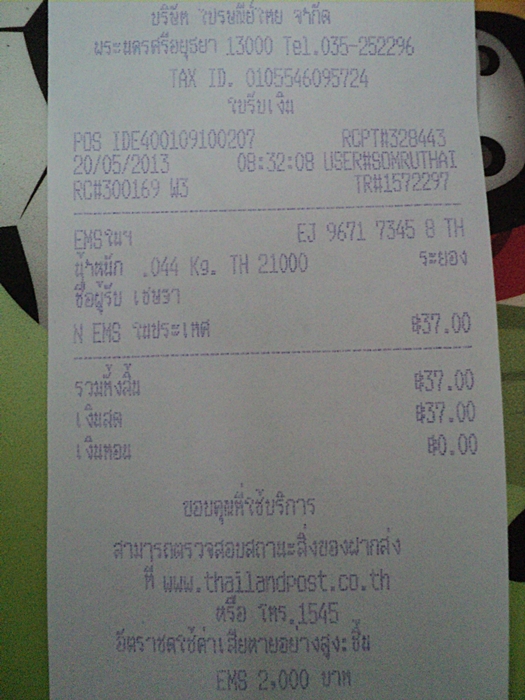 บริษัท ไปรษณีย์ไทย จำกัด
พระนครศรีอยุธยา 13000 Tel.035-252296
TAX ID. 0105546095724
ใบรับเงิน
POS IDE400109100207 RCPT#328443
20/05/2013 08:32:08 USER#SOMRUTHAI
RC#300169 W3 TR#1572297
EMSในฯ EJ 9671 7345 8 TH
น้ำหนัก .044 Kg. TH 21000 ระยอง
ชื่อผู้รับ เชษฐา
N EMS ในประเทศ ฿37.00
รวมทั้งสิ้น ฿37.00
เงินสด ฿37.00
เงินทอน ฿0.00
ขอบคุณที่ใช้บริการ
สามารถตรวจสอบสถานะสิ่งของฝากส่ง
ที่ www.thailandpost.co.th
หรือ โทร.1545
อัตราชดใช้ค่าเสียหายอย่างสูง:ชิ้น
EMS 2,000 บาท